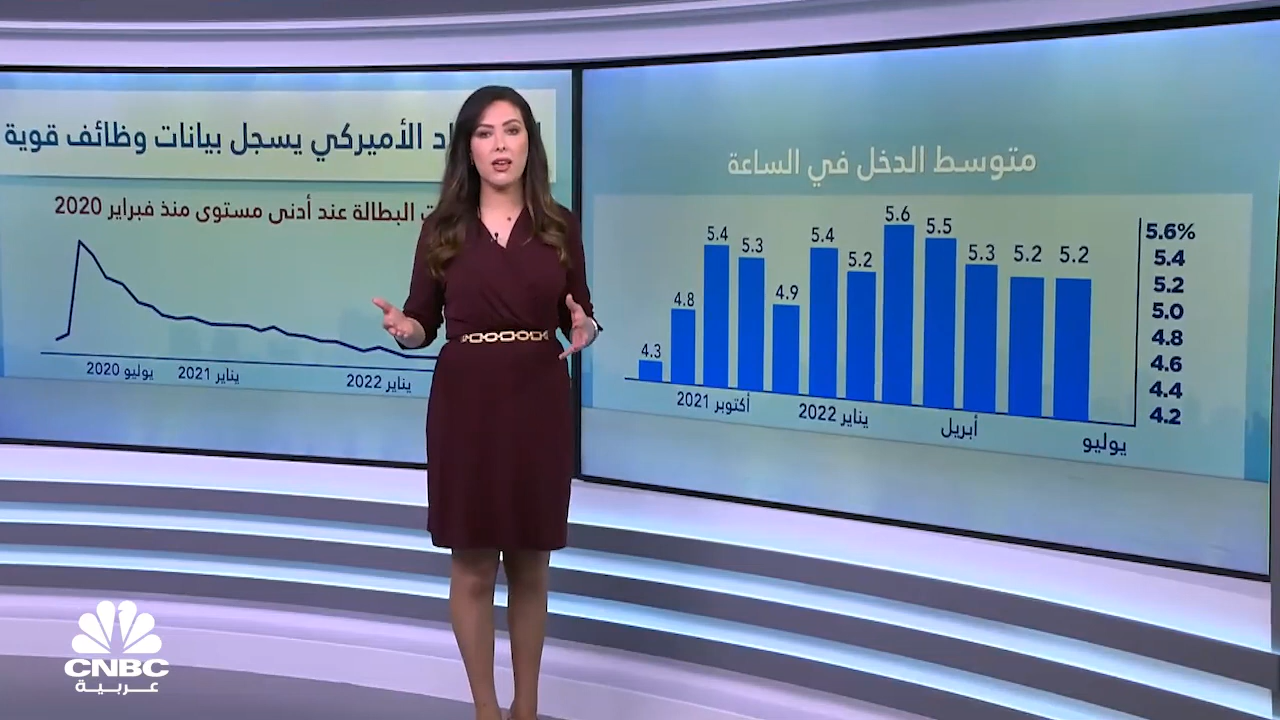 د الأميركي يسجل بيانات وظائف قوية
ت البطالة عند أدنى مستوى منذ فبراير 2020
يوليو 2020
يناير 2021
يناير 2022
متوسط الدخل في الساعة
4.3
4.8
5.4
5.3
4.9
5.4
5.2
5.6
5.5
5.3
5.2
5.2
5.6%
5.4
5.2
5.0
4.8
4.6
4.4
4.2
أكتوبر 2021
يناير 2022
أبريل
يوليو
CNBC
عربية